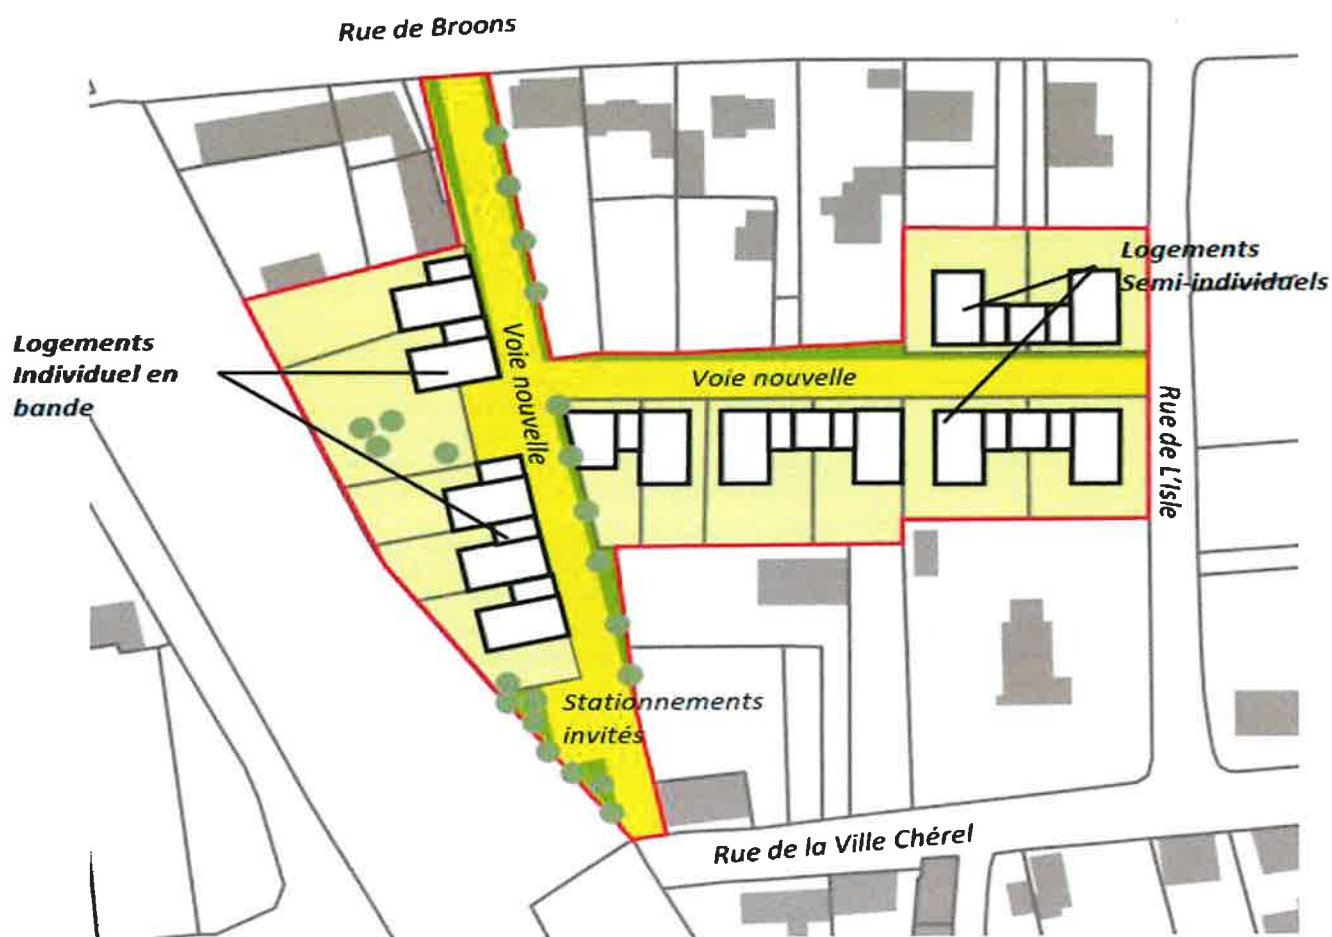 Rue de Broons
Logements
Semi-individuels
Logements
Individuel en
bande
Voie nouvelle
Voie nouvelle
Rue de L'Isle
Stationnements
invités
Rue de la Ville Chérel